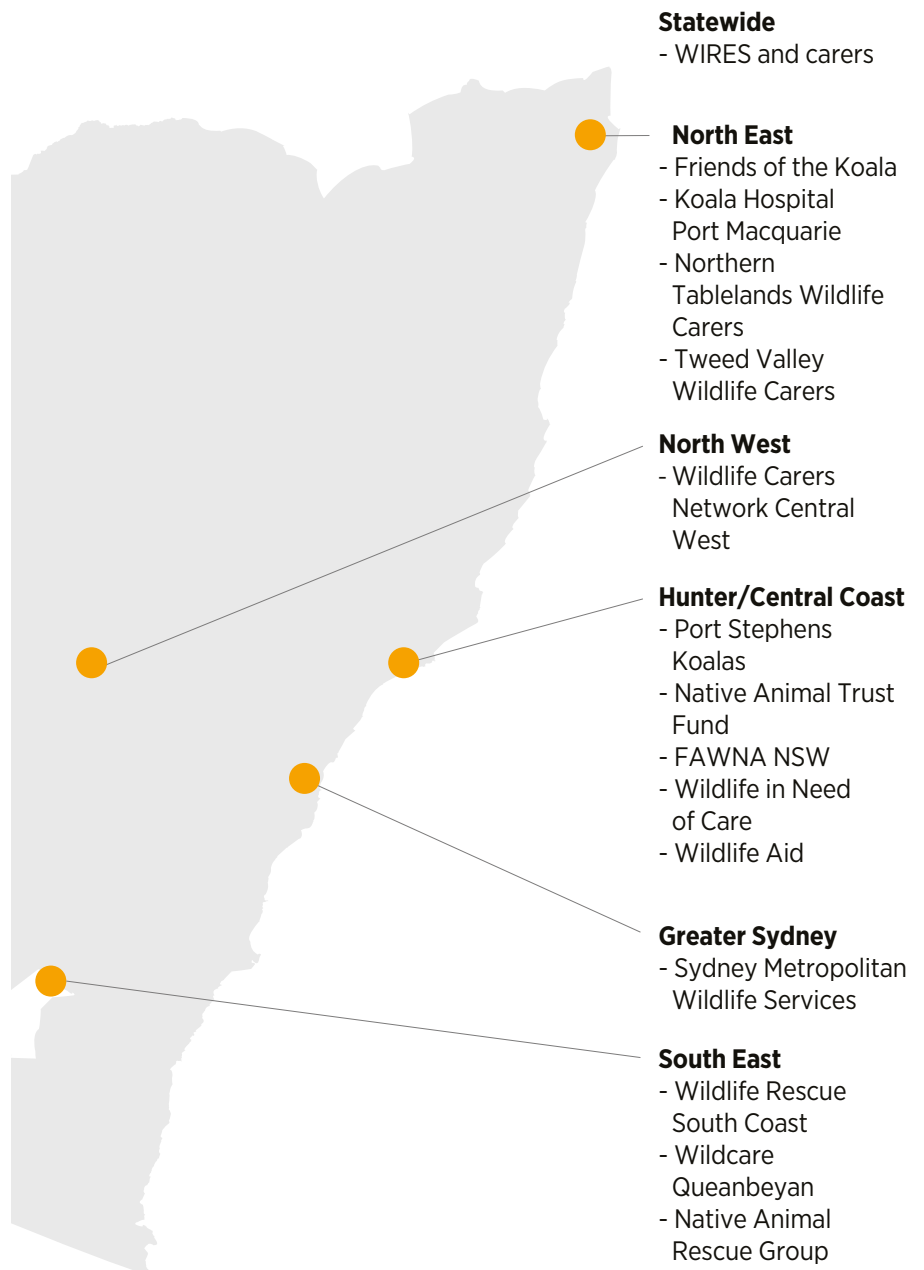 Statewide
- WIRES and carers
North East
- Friends of the Koala
- Koala Hospital
Port Macquarie
- Northern
Tablelands Wildlife
Carers
- Tweed Valley
Wildlife Carers
North West
- Wildlife Carers
Network Central
West
Hunter/Central Coast
- Port Stephens
Koalas
- Native Animal Trust
Fund
- FAWNA NSW
- Wildlife in Need
of Care
- Wildlife Aid
Greater Sydney
- Sydney Metropolitan
Wildlife Services
South East
- Wildlife Rescue
South Coast
- Wildcare
Queanbeyan
- Native Animal
Rescue Group